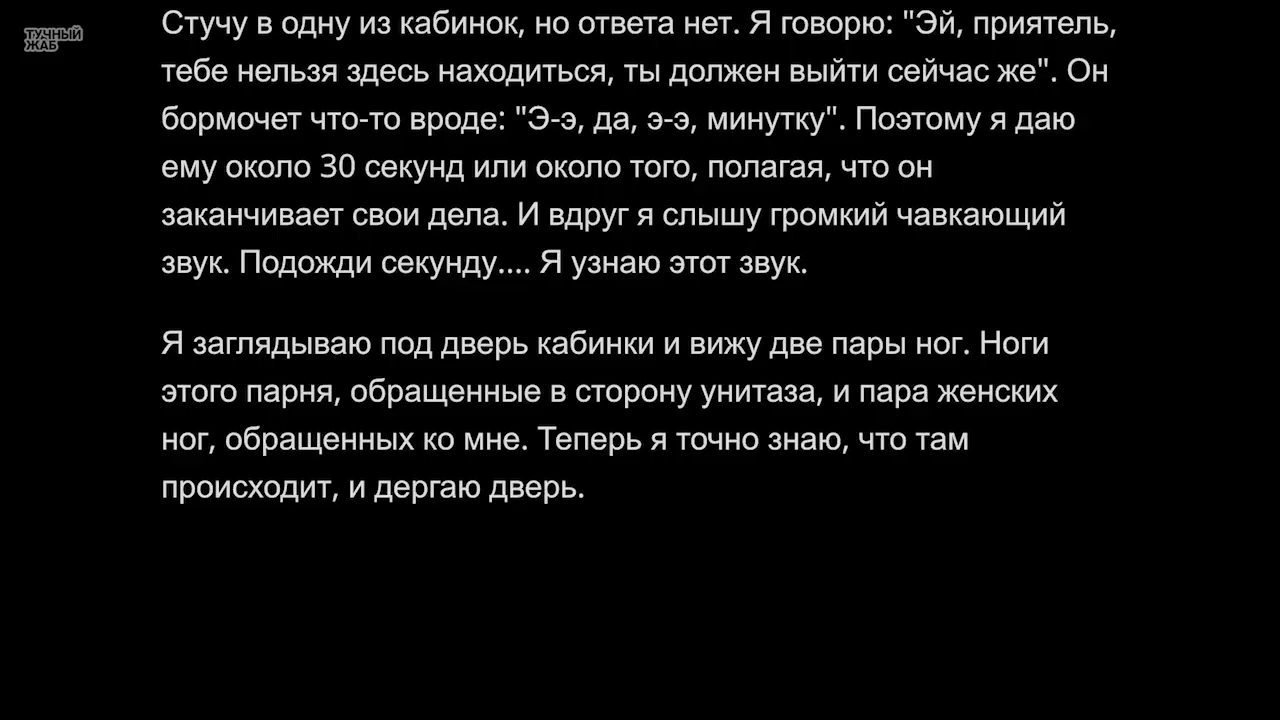 ТУЧНЫЙ
ЖАБ
Стучу в одну из кабинок, но ответа нет. Я говорю: "Эй, приятель,
тебе нельзя здесь находиться, ты должен выйти сейчас же". Он
бормочет что-то вроде: "Э-э, да, э-э, минутку". Поэтому я даю
ему около 30 секунд или около того, полагая, что он
заканчивает свои дела. И вдруг я слышу громкий чавкающий
звук. Подожди секунду.... Я узнаю этот звук.
Я заглядываю под дверь кабинки и вижу две пары ног. Ноги
этого парня, обращенные в сторону унитаза, и пара женских
ног, обращенных ко мне. Теперь я точно знаю, что там
происходит, и дергаю дверь.